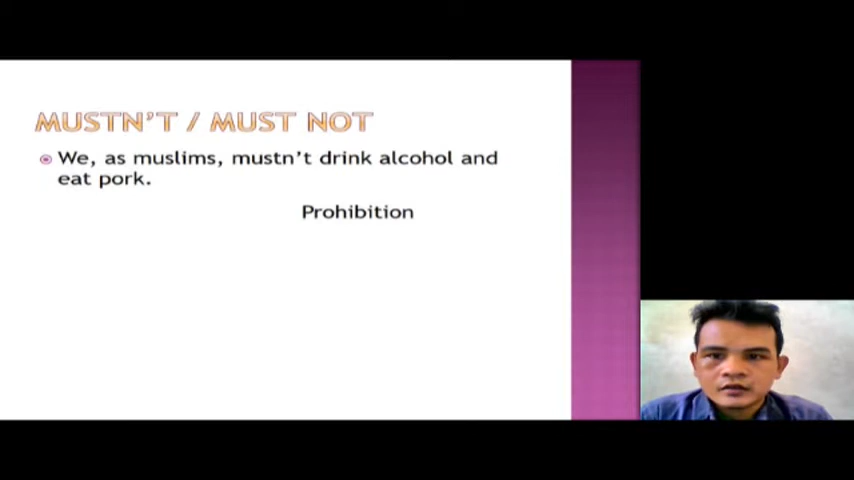 MUSTN'T / MUST NOT
We, as muslims, mustn't drink alcohol and
eat pork.
Prohibition